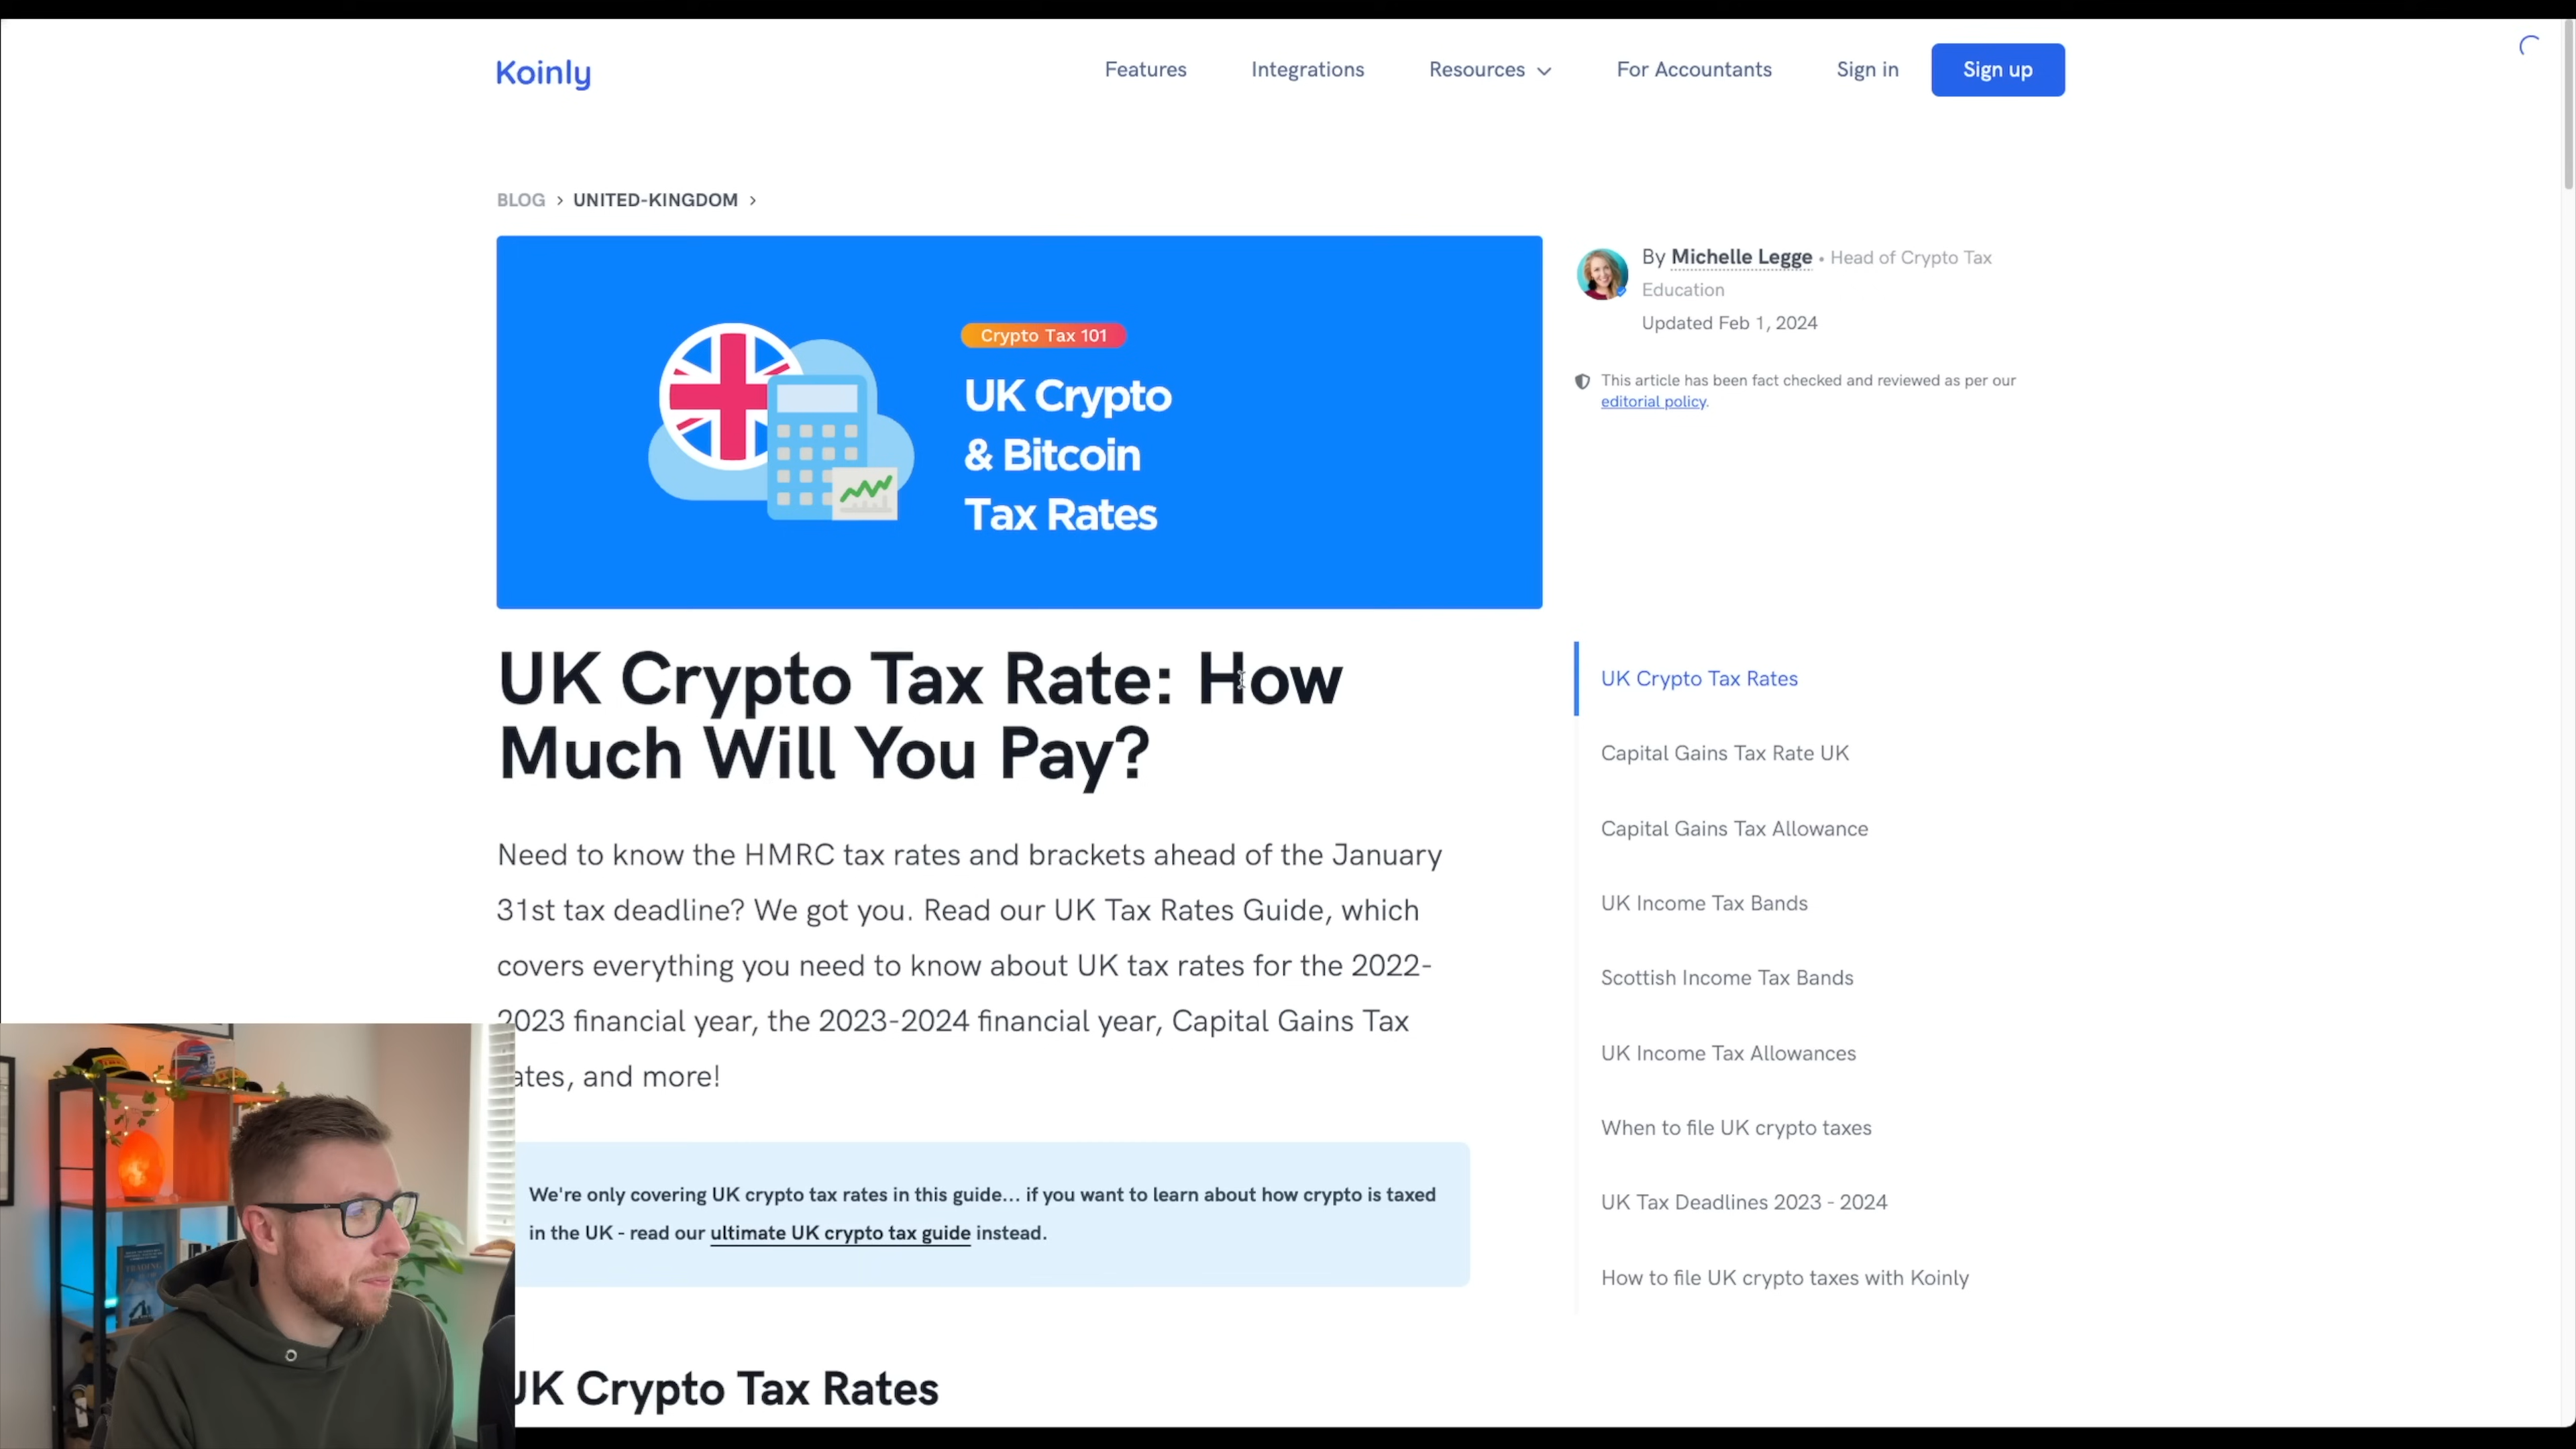 Koinly
Features
Integrations
Resources
For Accountants
Sign in
Sign up
BLOG > UNITED-KINGDOM >
Crypto Tax 101
UK Crypto
& Bitcoin
Tax Rates
By Michelle Legge • Head of Crypto Tax
Education
Updated Feb 1, 2024
This article has been fact checked and reviewed as per our
editorial policy.
UK Crypto Tax Rate: How
Much Will You Pay?
Need to know the HMRC tax rates and brackets ahead of the January
31st tax deadline? We got you. Read our UK Tax Rates Guide, which
covers everything you need to know about UK tax rates for the 2022-
2023 financial year, the 2023-2024 financial year, Capital Gains Tax
ates, and more!
We're only covering UK crypto tax rates in this guide... if you want to learn about how crypto is taxed
in the UK - read our ultimate UK crypto tax guide instead.
UK Crypto Tax Rates
UK Crypto Tax Rates
Capital Gains Tax Rate UK
Capital Gains Tax Allowance
UK Income Tax Bands
Scottish Income Tax Bands
UK Income Tax Allowances
When to file UK crypto taxes
UK Tax Deadlines 2023 - 2024
How to file UK crypto taxes with Koinly
TRADING